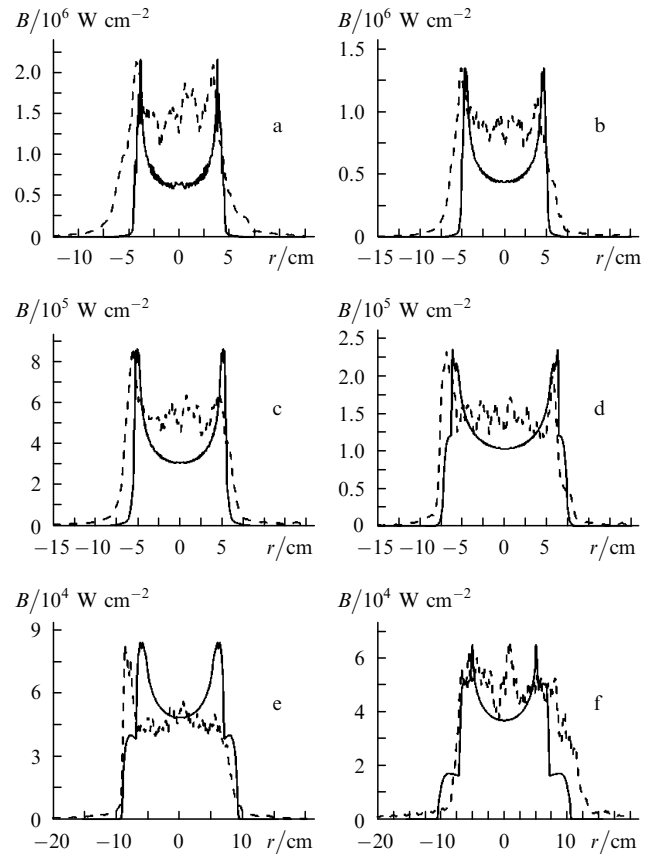 B/10⁶ W cm⁻²
2.0
1.5
1.0
0.5
0
−10 −5 0 5 r/cm
a
B/10⁶ W cm⁻²
1.5
1.0
0.5
0
−15 −10 −5 0 5 r/cm
b
B/10⁵ W cm⁻²
8
6
4
2
0
−15 −10 −5 0 5 r/cm
c
B/10⁵ W cm⁻²
2.5
2.0
1.5
1.0
0.5
0
−15 −10 −5 0 5 r/cm
d
B/10⁴ W cm⁻²
9
6
3
0
−20 −10 0 10 r/cm
e
B/10⁴ W cm⁻²
6
4
2
0
−20 −10 0 10 r/cm
f